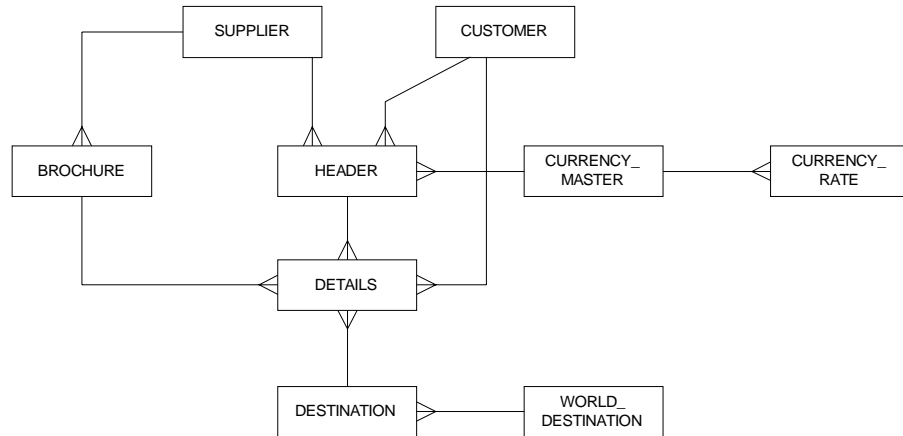 SUPPLIER
CUSTOMER
BROCHURE
HEADER
CURRENCY_
MASTER
CURRENCY_
RATE
DETAILS
DESTINATION
WORLD_
DESTINATION